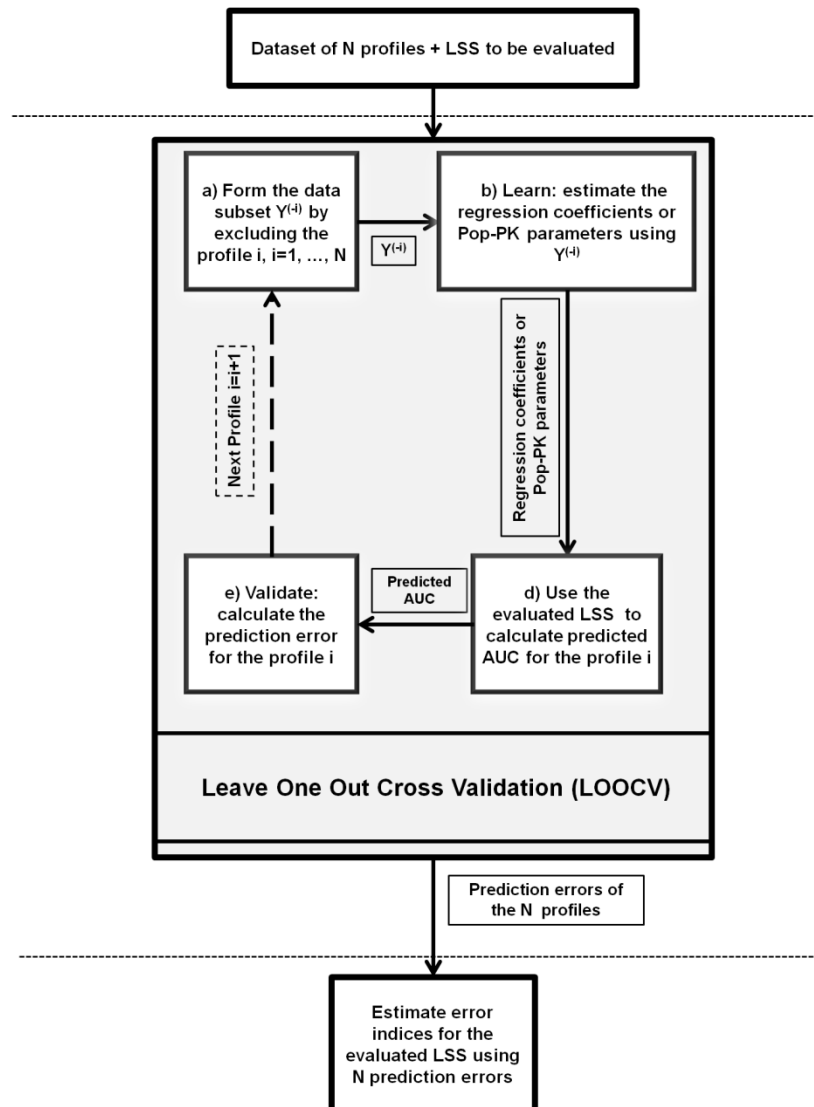 Dataset of N profiles + LSS to be evaluated
a) Form the data
subset Y(-i) by
excluding the
profile i, i=1, ..., N
Y(-i)
b) Learn: estimate the
regression coefficients or
Pop-PK parameters using
Y(-i)
Regression coefficients or
Pop-PK parameters
Next Profile i=i+1
d) Use the
evaluated LSS to
calculate predicted
AUC for the profile i
Predicted
AUC
e) Validate:
calculate the
prediction error
for the profile i
Leave One Out Cross Validation (LOOCV)
Prediction errors of
the N profiles
Estimate error
indices for the
evaluated LSS using
N prediction errors